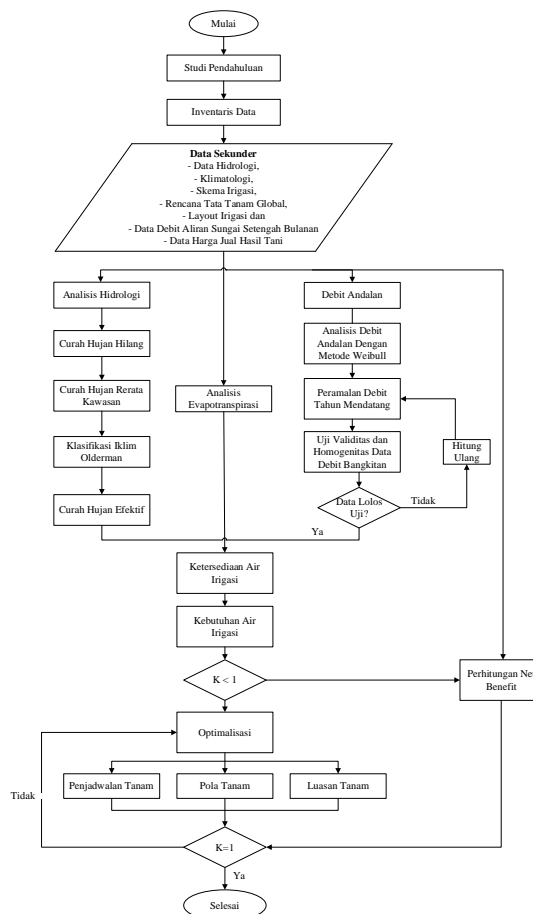 Mulai
Studi Pendahuluan
Inventaris Data
Data Sekunder
- Data Hidrologi,
- Klimatologi,
- Skema Irigasi,
- Rencana Tata Tanam Global,
- Layout Irigasi dan
- Data Debit Aliran Sungai Setengah Bulanan
- Data Harga Jual Hasil Tani
Analisis Hidrologi
Curah Hujan Hilang
Curah Hujan Rerata
Kawasan
Klasifikasi Iklim
Olderman
Curah Hujan Efektif
Analisis
Evapotranspirasi
Debit Andalan
Analisis Debit
Andalan Dengan
Metode Weibull
Peramalan Debit
Tahun Mendatang
Uji Validitas dan
Homogenitas Data
Debit Bangkitan
Hitung
Ulang
Data Lolos
Uji?
Tidak
Ya
Ketersediaan Air
Irigasi
Kebutuhan Air
Irigasi
K < 1
Perhitungan Net
Benefit
Optimalisasi
Penjadwalan Tanam
Pola Tanam
Luasan Tanam
Tidak
K=1
Ya
Selesai